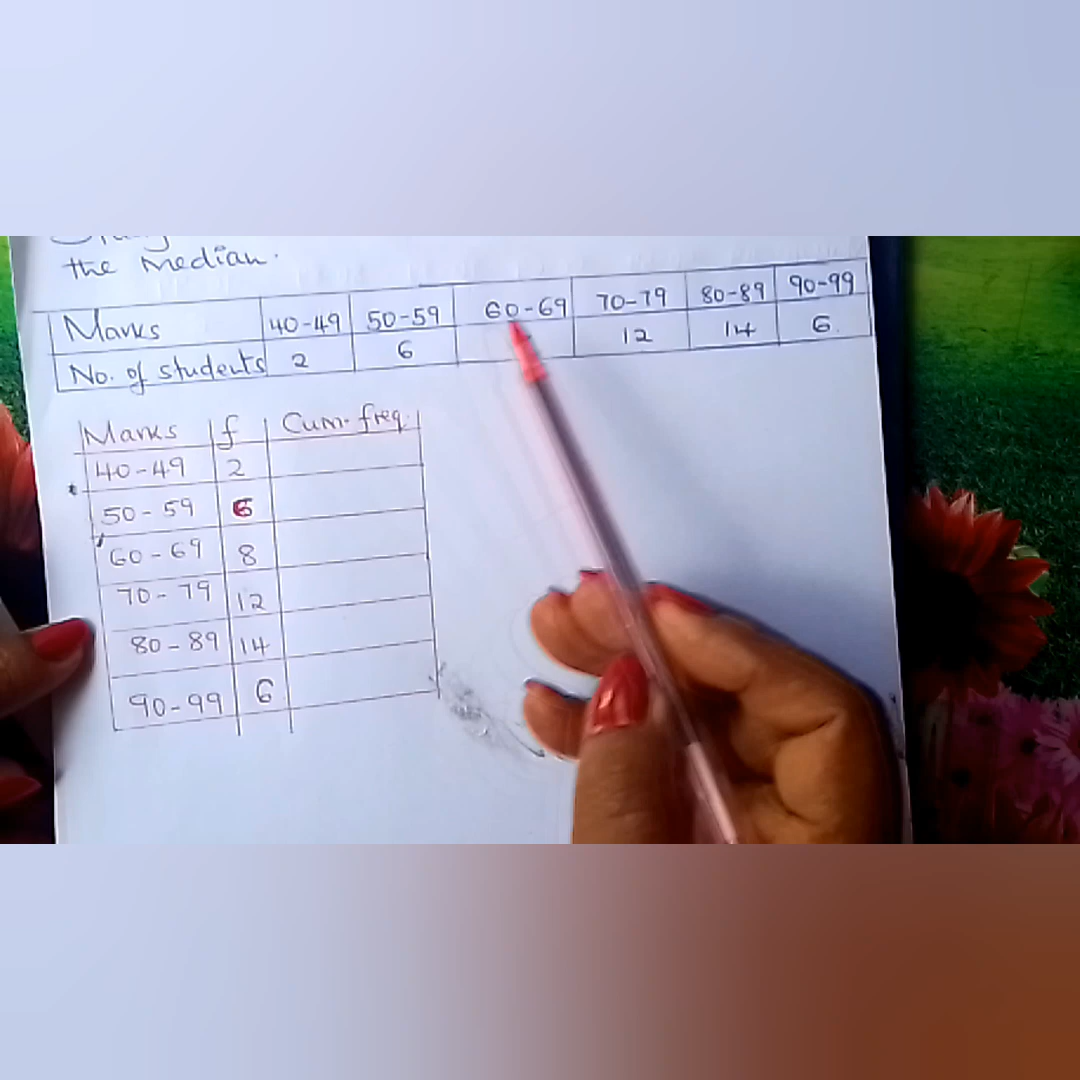 the Median.
Marks 40-49 50-59 60-69 70-79 80-89 90-99
No. of students 2 6 12 14 6.
Marks f Cum. freq.
40-49 2
50-59 6
60-69 8
70-79 12
80-89 14
90-99 6